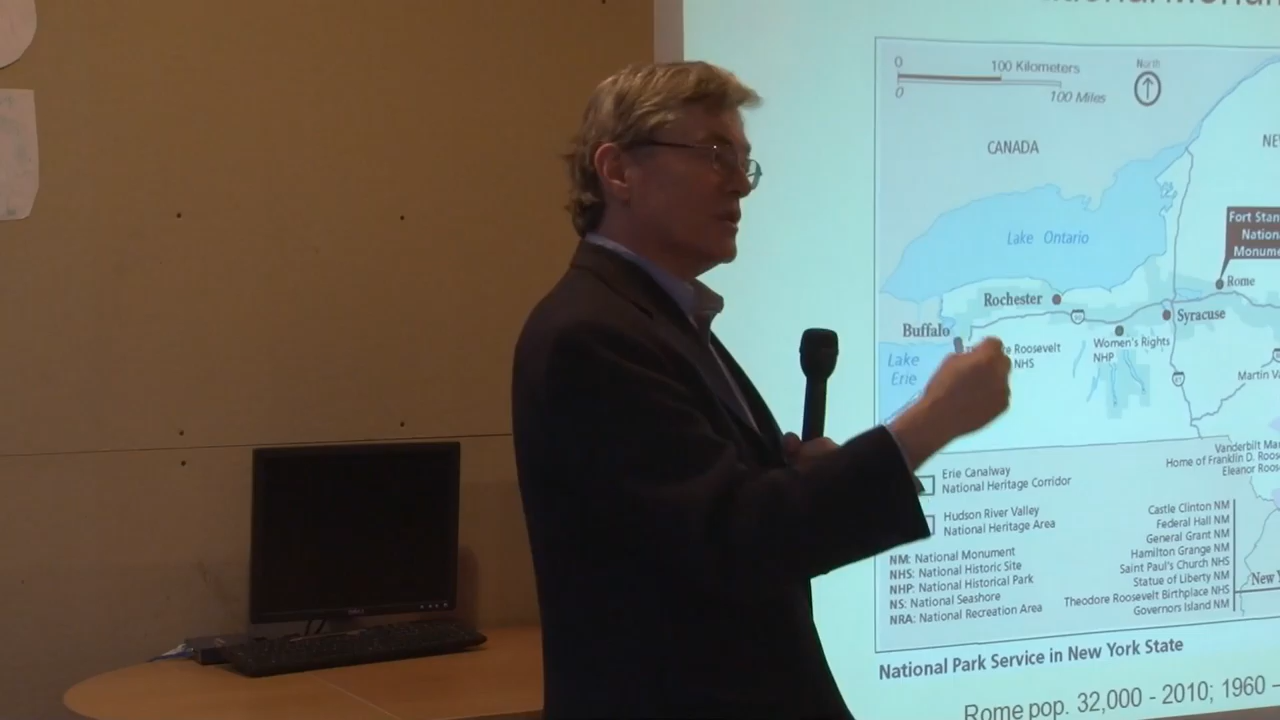 0 100 Kilometers
0 100 Miles
North
CANADA
Lake Ontario
Fort Stan
Nation
Monume
Rome
Rochester
Syracuse
Buffalo
90
Women's Rights
NHP
Roosevelt
NHS
Lake
Erie
Martin Va
Vanderbilt Ma
Home of Franklin D. Roos
Eleanor Roos
Erie Canalway
National Heritage Corridor
Hudson River Valley
National Heritage Area
NM: National Monument
NHS: National Historic Site
NHP: National Historical Park
NS: National Seashore
NRA: National Recreation Area
Castle Clinton NM
Federal Hall NM
General Grant NM
Hamilton Grange NM
Saint Paul's Church NHS
Statue of Liberty NM
Theodore Roosevelt Birthplace NHS
Governors Island NM
New Y
National Park Service in New York State
Rome pop. 32,000 - 2010; 1960 –